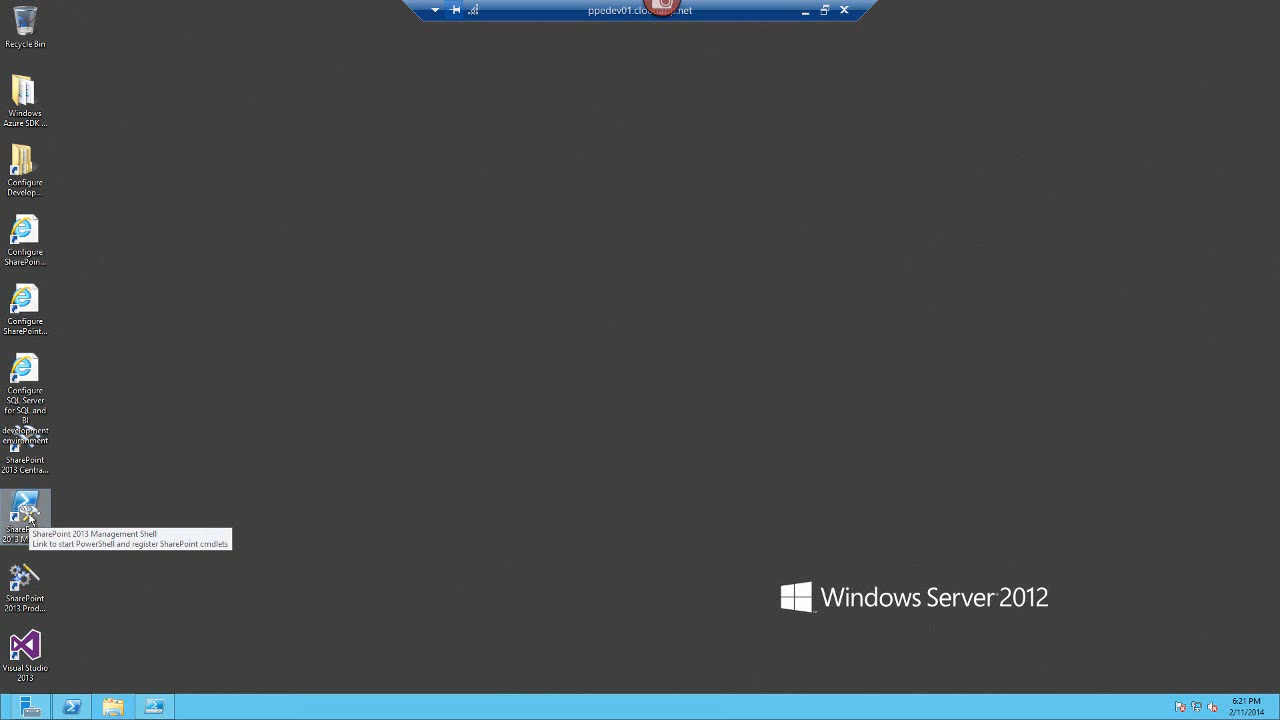 ppedev01.cloudapp.net
Recycle Bin
Windows
Azure SDK ...
Configure
Develop...
Configure
SharePoin...
Configure
SharePoint...
Configure
SQL Server
for SQL and
BI
development
environment
SharePoint
2013 Centra...
SharePoint 2013 Management Shell
Link to start PowerShell and register SharePoint cmdlets
SharePoint
2013 Prod...
Visual Studio
2013
Windows Server 2012
6:21 PM
2/11/2014